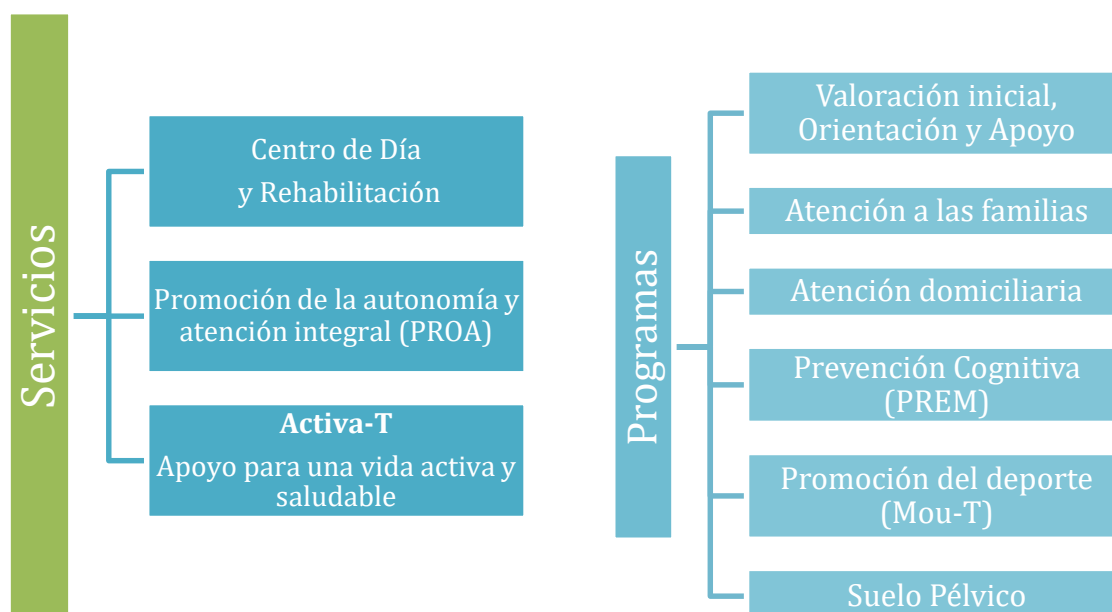 Servicios
Centro de Día
y Rehabilitación
Promoción de la autonomía y
atención integral (PROA)
Activa-T
Apoyo para una vida activa y
saludable
Programas
Valoración inicial,
Orientación y Apoyo
Atención a las familias
Atención domiciliaria
Prevención Cognitiva
(PREM)
Promoción del deporte
(Mou-T)
Suelo Pélvico